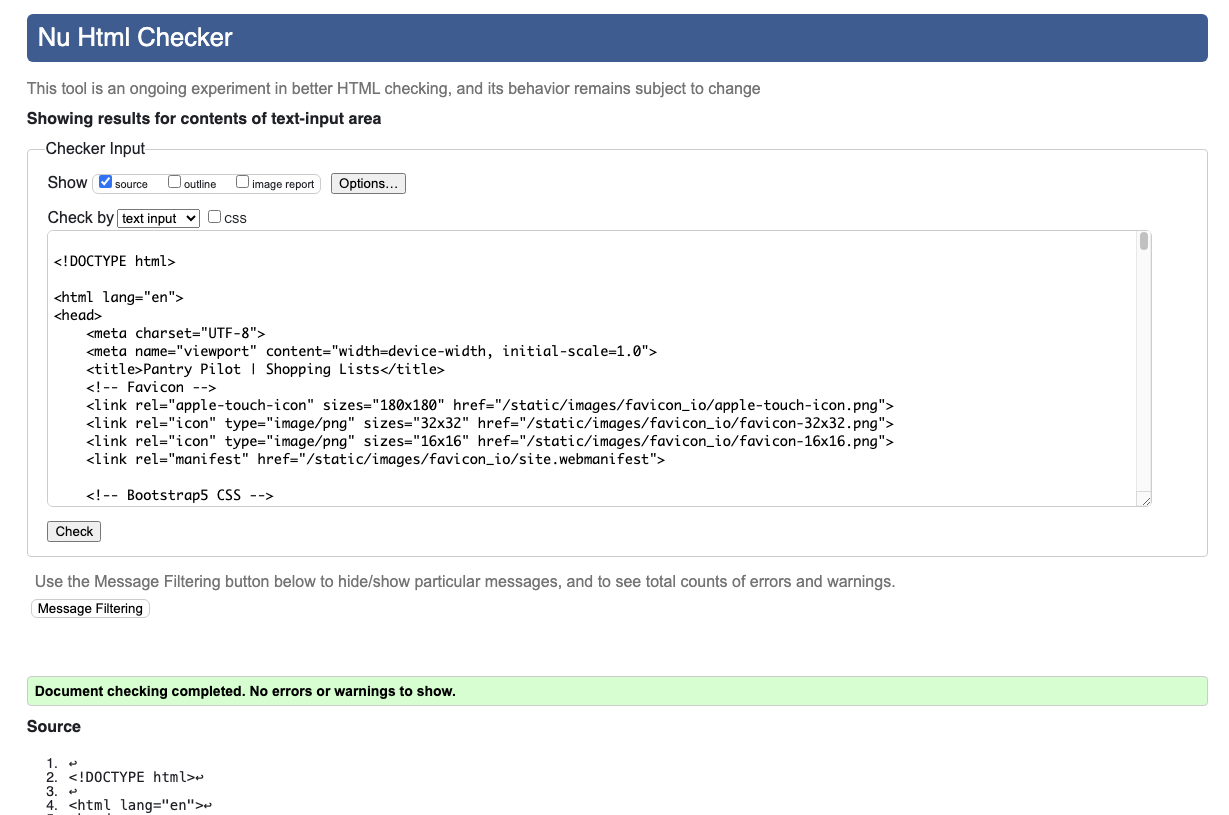 Nu Html Checker
This tool is an ongoing experiment in better HTML checking, and its behavior remains subject to change
Showing results for contents of text-input area
Checker Input
Show source outline image report Options...
Check by text input css
<!DOCTYPE html>
<html lang="en">
<head>
    <meta charset="UTF-8">
    <meta name="viewport" content="width=device-width, initial-scale=1.0">
    <title>Pantry Pilot | Shopping Lists</title>
    <!-- Favicon -->
    <link rel="apple-touch-icon" sizes="180x180" href="/static/images/favicon_io/apple-touch-icon.png">
    <link rel="icon" type="image/png" sizes="32x32" href="/static/images/favicon_io/favicon-32x32.png">
    <link rel="icon" type="image/png" sizes="16x16" href="/static/images/favicon_io/favicon-16x16.png">
    <link rel="manifest" href="/static/images/favicon_io/site.webmanifest">
    <!-- Bootstrap5 CSS -->
Check
Use the Message Filtering button below to hide/show particular messages, and to see total counts of errors and warnings.
Message Filtering
Document checking completed. No errors or warnings to show.
Source
1. ↩
2. <!DOCTYPE html>↩
3. ↩
4. <html lang="en">↩